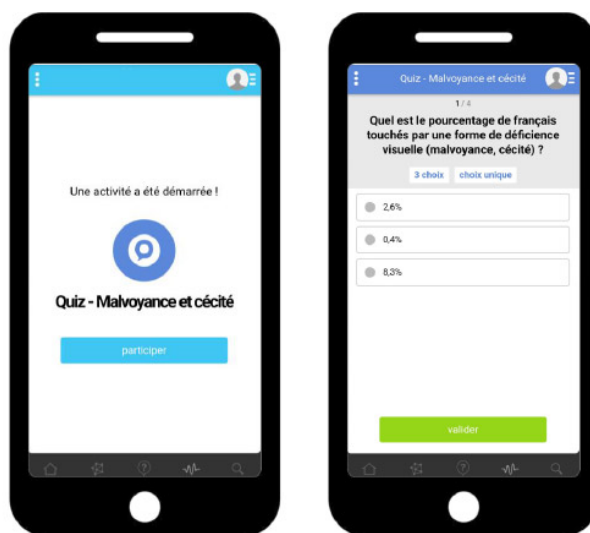 Une activité a été démarrée !
Quiz - Malvoyance et cécité
participer
Quiz - Malvoyance et cécité
1 / 4
Quel est le pourcentage de français
touchés par une forme de déficience
visuelle (malvoyance, cécité) ?
3 choix choix unique
2,6%
0,4%
8,3%
valider